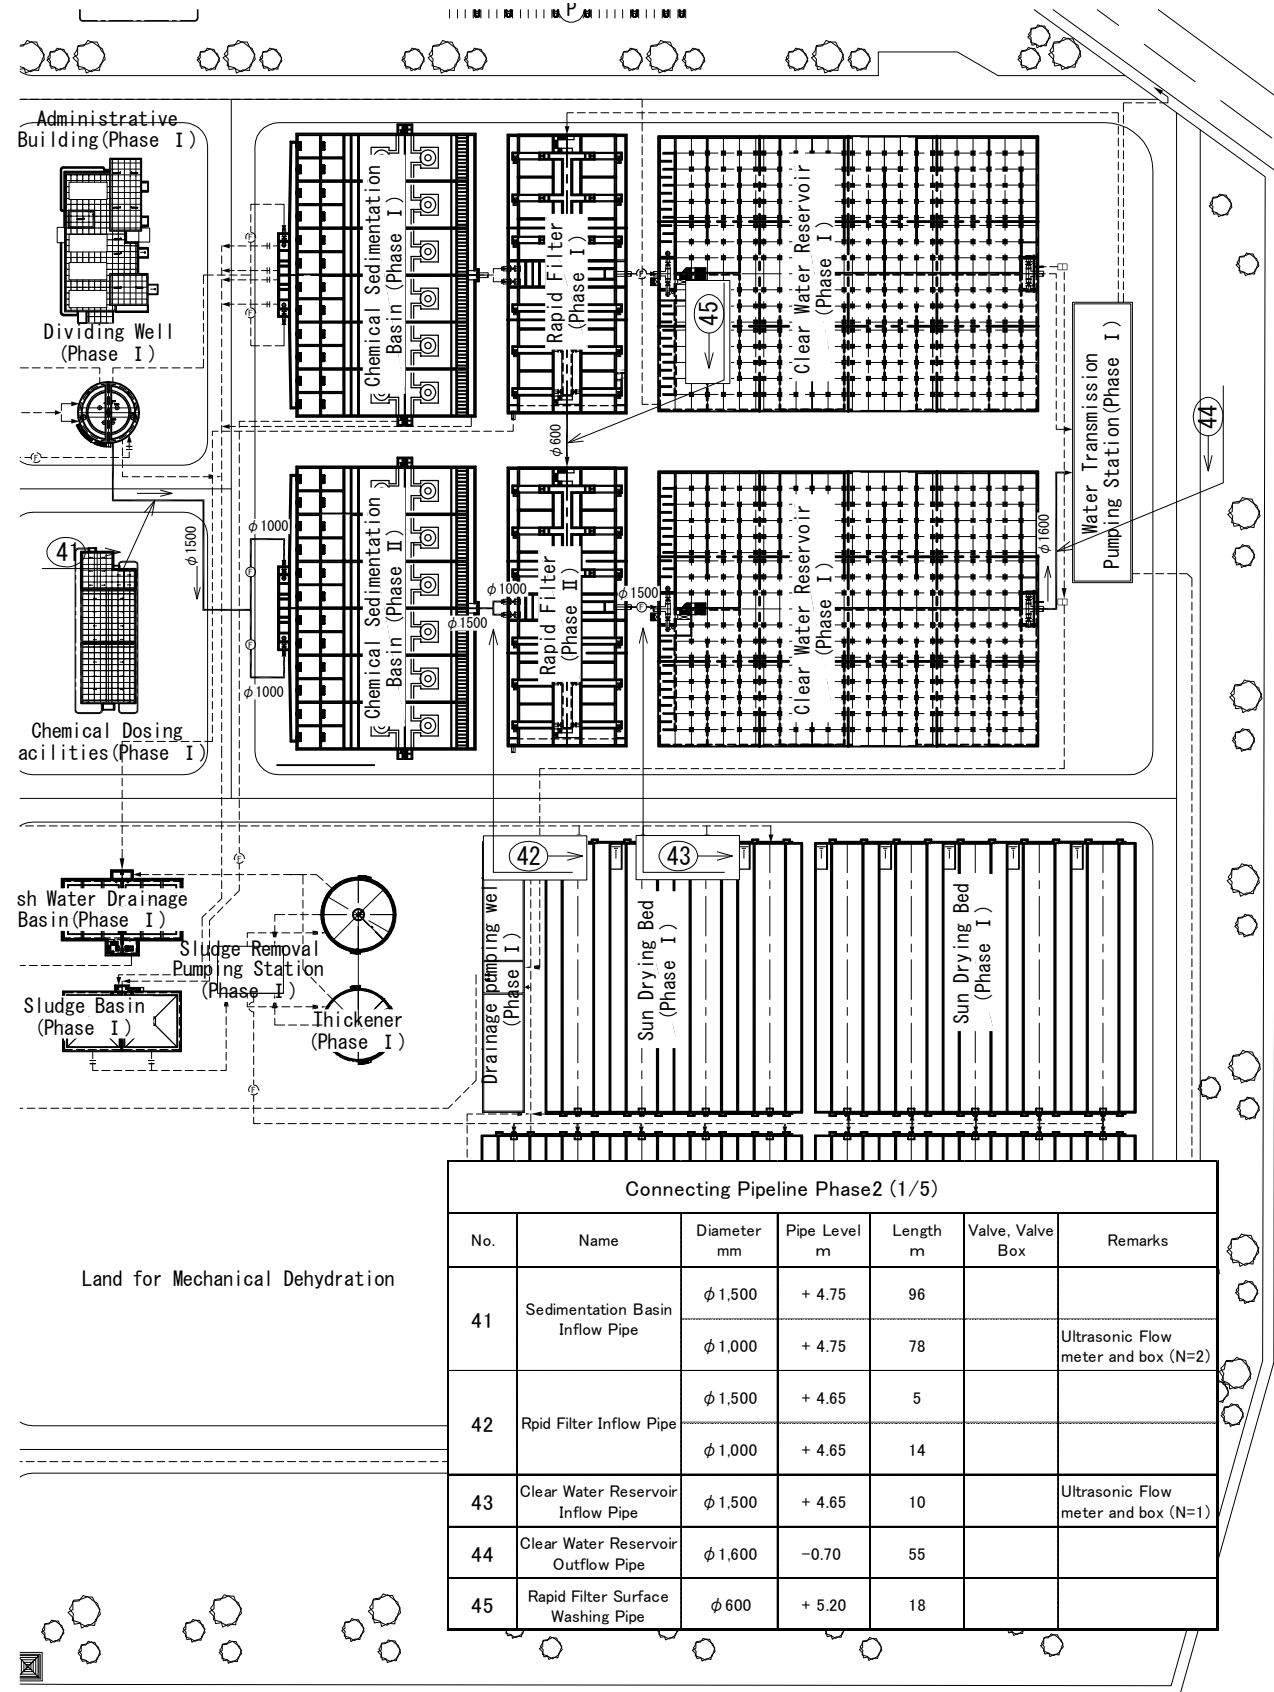 P
Administrative
Building(Phase Ⅰ)
Dividing Well
(Phase Ⅰ)
Chemical Sedimentation
Basin (Phase Ⅰ)
Rapid Filter
(Phase Ⅰ)
Clear Water Reservoir
(Phase Ⅰ)
45
φ600
Water Transmission
Pumping Station(Phase Ⅰ)
44
41
φ1500
φ1000
φ1000
Chemical Sedimentation
Basin (Phase Ⅱ)
φ1000
φ1500
Rapid Filter
(Phase Ⅱ)
φ1500
Clear Water Reservoir
(Phase Ⅰ)
φ1600
Chemical Dosing
acilities(Phase Ⅰ)
42
43
sh Water Drainage
Basin(Phase Ⅰ)
Sludge Removal
Pumping Station
(Phase Ⅰ)
Sludge Basin
(Phase Ⅰ)
Thickener
(Phase Ⅰ)
Drainage pumping wel
(Phase Ⅰ)
Sun Drying Bed
(Phase Ⅰ)
Sun Drying Bed
(Phase Ⅰ)
Land for Mechanical Dehydration
Connecting Pipeline Phase2 (1/5)
No. Name Diameter mm Pipe Level m Length m Valve, Valve Box Remarks
41 Sedimentation Basin Inflow Pipe φ1,500 + 4.75 96
φ1,000 + 4.75 78 Ultrasonic Flow meter and box (N=2)
42 Rpid Filter Inflow Pipe φ1,500 + 4.65 5
φ1,000 + 4.65 14
43 Clear Water Reservoir Inflow Pipe φ1,500 + 4.65 10 Ultrasonic Flow meter and box (N=1)
44 Clear Water Reservoir Outflow Pipe φ1,600 -0.70 55
45 Rapid Filter Surface Washing Pipe φ600 + 5.20 18